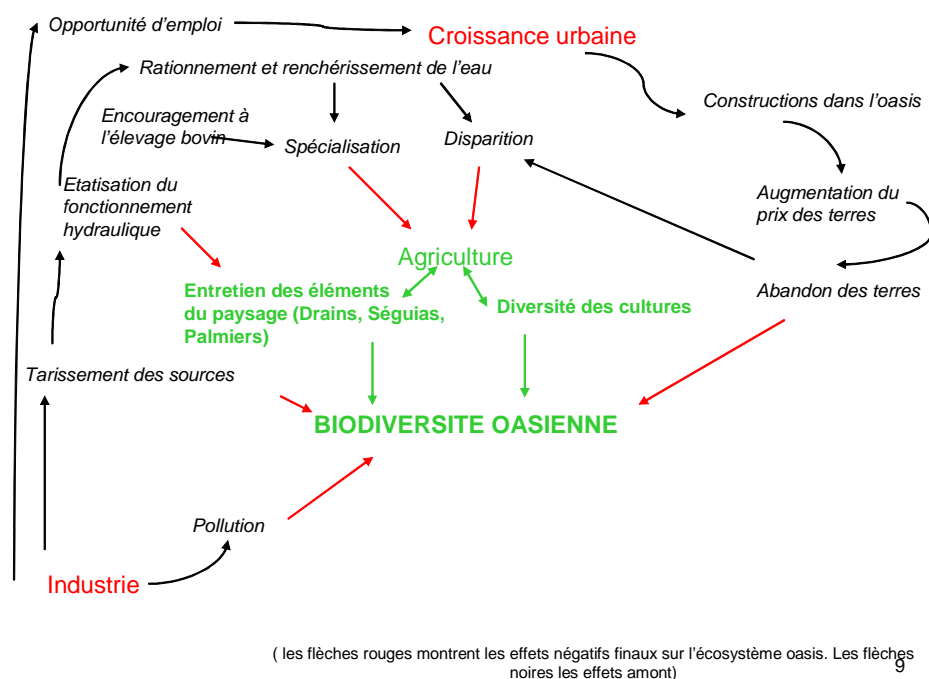 Opportunité d'emploi
Croissance urbaine
Rationnement et renchérissement de l'eau
Constructions dans l'oasis
Encouragement à
l'élevage bovin
Spécialisation
Disparition
Etatisation du
fonctionnement
hydraulique
Augmentation du
prix des terres
Agriculture
Entretien des éléments
du paysage (Drains, Séguias,
Palmiers)
Diversité des cultures
Abandon des terres
Tarissement des sources
BIODIVERSITE OASIENNE
Pollution
Industrie
( les flèches rouges montrent les effets négatifs finaux sur l'écosystème oasis. Les flèches
noires les effets amont)
9